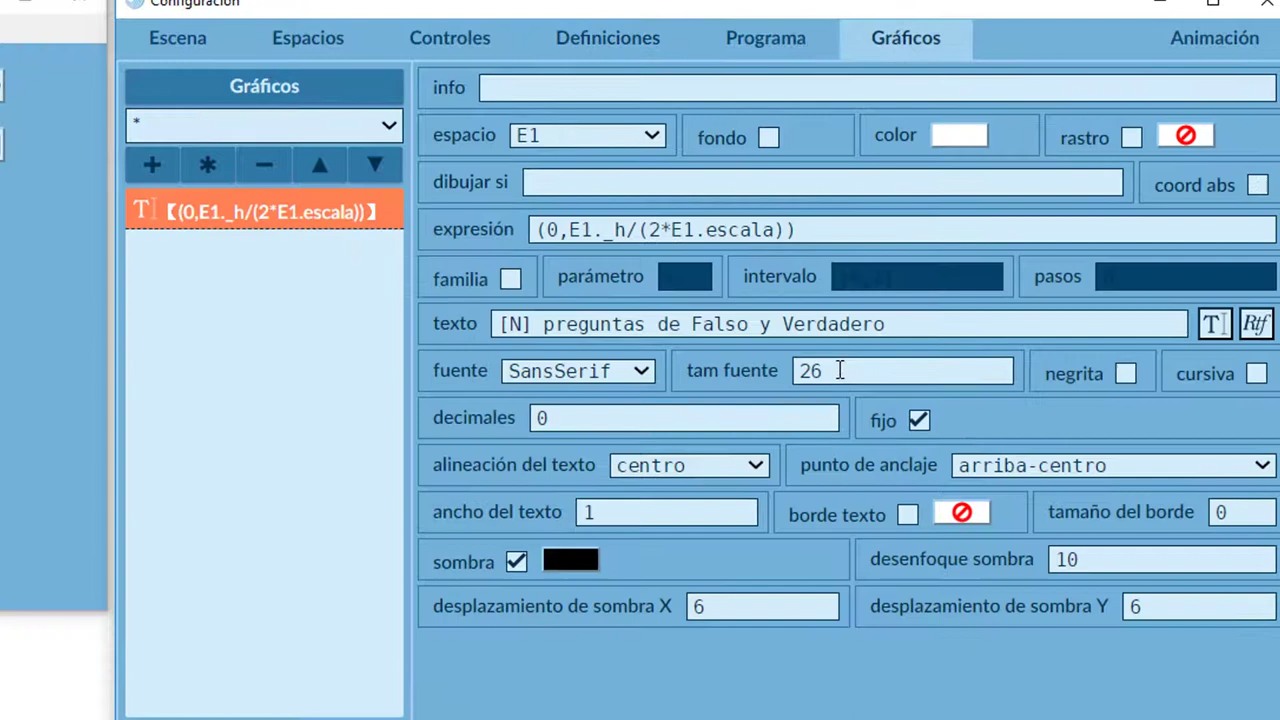 Configuración
Escena Espacios Controles Definiciones Programa Gráficos Animación
Gráficos
*
T 【(0,E1._h/(2*E1.escala))】
info
espacio E1 fondo color rastro
dibujar si coord abs
expresión (0,E1._h/(2*E1.escala))
familia parámetro intervalo pasos
texto [N] preguntas de Falso y Verdadero T Rtf
fuente SansSerif tam fuente 26 negrita cursiva
decimales 0 fijo
alineación del texto centro punto de anclaje arriba-centro
ancho del texto 1 borde texto tamaño del borde 0
sombra desenfoque sombra 10
desplazamiento de sombra X 6 desplazamiento de sombra Y 6